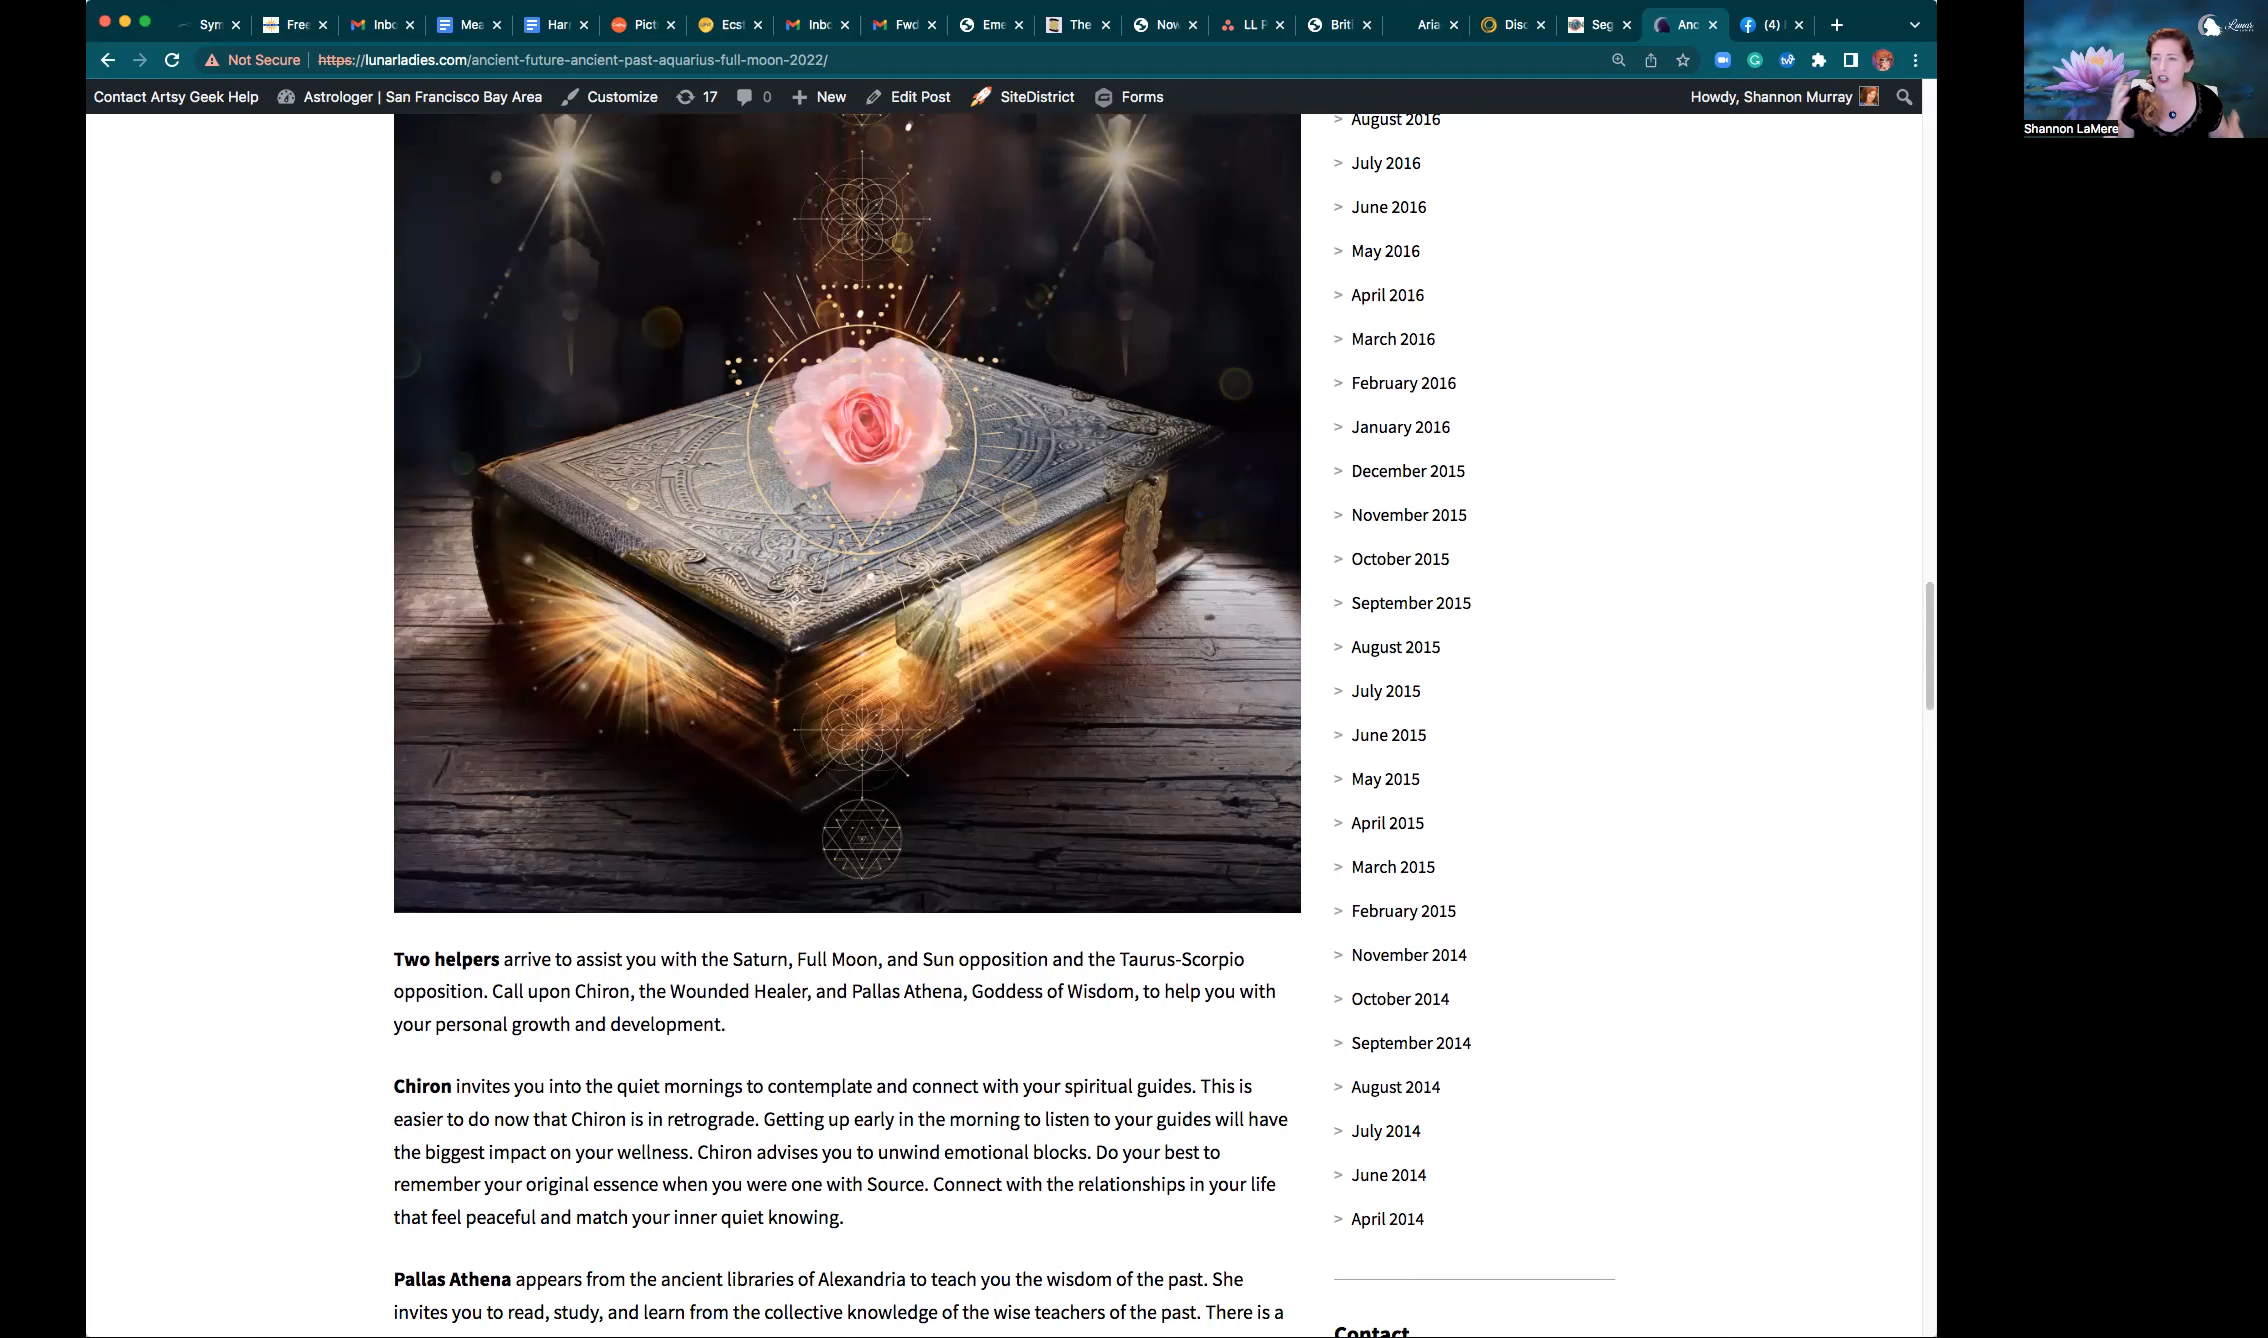 Sym
Free
Inbo
Mea
Har
Pict
Ecst
Inbo
Fwd
Eme
The
Now
LL P
Briti
Aria
Disc
Seg
Anc
(4)
Not Secure
https://lunarladies.com/ancient-future-ancient-past-aquarius-full-moon-2022/
Contact Artsy Geek Help Astrologer | San Francisco Bay Area Customize 17 0 New Edit Post SiteDistrict Forms Howdy, Shannon Murray
Lunar
Shannon LaMere
> August 2016
> July 2016
> June 2016
> May 2016
> April 2016
> March 2016
> February 2016
> January 2016
> December 2015
> November 2015
> October 2015
> September 2015
> August 2015
> July 2015
> June 2015
> May 2015
> April 2015
> March 2015
> February 2015
> November 2014
> October 2014
> September 2014
> August 2014
> July 2014
> June 2014
> April 2014
Contact
Two helpers arrive to assist you with the Saturn, Full Moon, and Sun opposition and the Taurus-Scorpio
opposition. Call upon Chiron, the Wounded Healer, and Pallas Athena, Goddess of Wisdom, to help you with
your personal growth and development.
Chiron invites you into the quiet mornings to contemplate and connect with your spiritual guides. This is
easier to do now that Chiron is in retrograde. Getting up early in the morning to listen to your guides will have
the biggest impact on your wellness. Chiron advises you to unwind emotional blocks. Do your best to
remember your original essence when you were one with Source. Connect with the relationships in your life
that feel peaceful and match your inner quiet knowing.
Pallas Athena appears from the ancient libraries of Alexandria to teach you the wisdom of the past. She
invites you to read, study, and learn from the collective knowledge of the wise teachers of the past. There is a